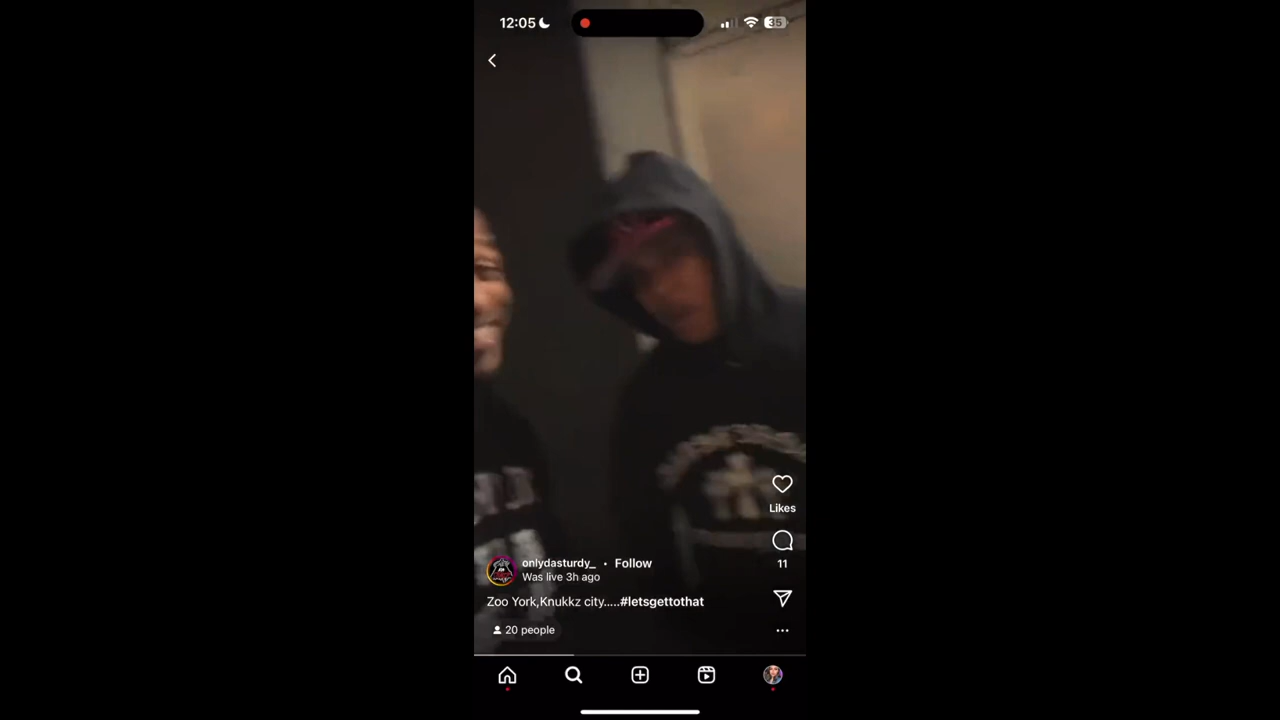 12:05
35
Likes
11
onlydasturdy_ · Follow
Was live 3h ago
Zoo York,Knukkz city.....#letsgettothat
20 people